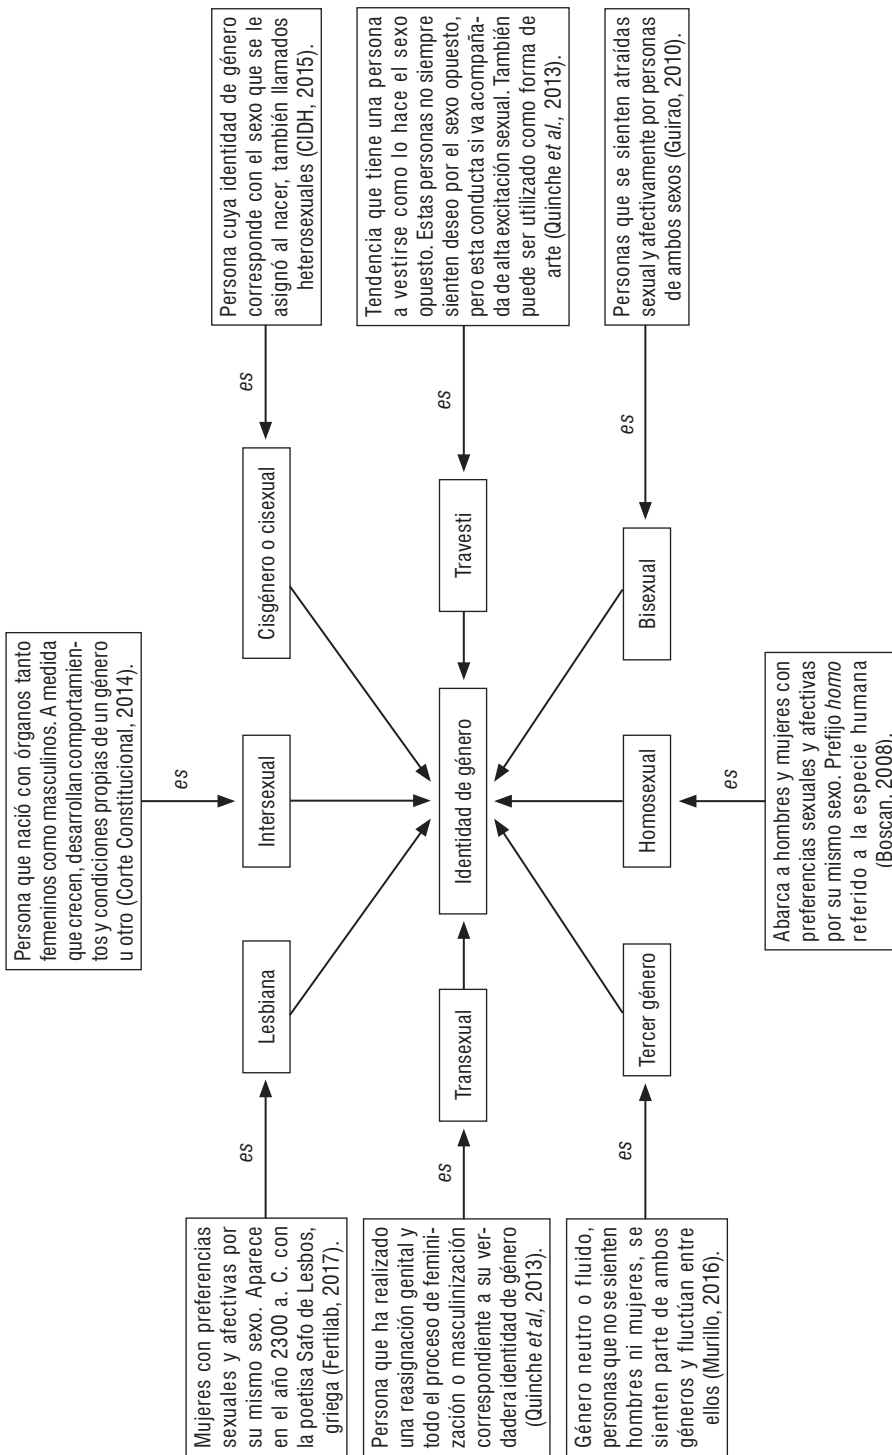 Persona que nació con órganos tanto
femeninos como masculinos. A medida
que crecen, desarrollan comportamien-
tos y condiciones propias de un género
u otro (Corte Constitucional, 2014).
es
Mujeres con preferencias
sexuales y afectivas por
su mismo sexo. Aparece
en el año 2300 a. C. con
la poetisa Safo de Lesbos,
griega (Fertilab, 2017).
es
Lesbiana
Intersexual
Cisgénero o cisexual
es
Persona cuya identidad de género
corresponde con el sexo que se le
asignó al nacer, también llamados
heterosexuales (CIDH, 2015).
Persona que ha realizado
una reasignación genital y
todo el proceso de femini-
zación o masculinización
correspondiente a su ver-
dadera identidad de género
(Quinche et al, 2013).
es
Transexual
Identidad de género
Travesti
es
Tendencia que tiene una persona
a vestirse como lo hace el sexo
opuesto. Estas personas no siempre
sienten deseo por el sexo opuesto,
pero esta conducta si va acompaña-
da de alta excitación sexual. También
puede ser utilizado como forma de
arte (Quinche et al., 2013).
Género neutro o fluido,
personas que no se sienten
hombres ni mujeres, se
sienten parte de ambos
géneros y fluctúan entre
ellos (Murillo, 2016).
es
Tercer género
Homosexual
Bisexual
es
Personas que se sienten atraídas
sexual y afectivamente por personas
de ambos sexos (Guirao, 2010).
es
Abarca a hombres y mujeres con
preferencias sexuales y afectivas
por su mismo sexo. Prefijo homo
referido a la especie humana
(Boscan, 2008).